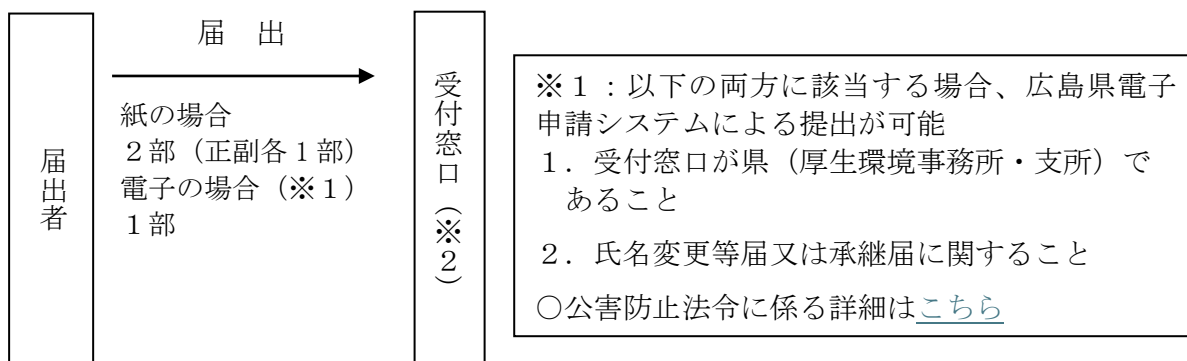 届出者
届　出
紙の場合
２部（正副各１部）
電子の場合（※１）
１部
受付窓口（※２）
※１：以下の両方に該当する場合、広島県電子
申請システムによる提出が可能
１．受付窓口が県（厚生環境事務所・支所）で
あること
２．氏名変更等届又は承継届に関すること
○公害防止法令に係る詳細はこちら